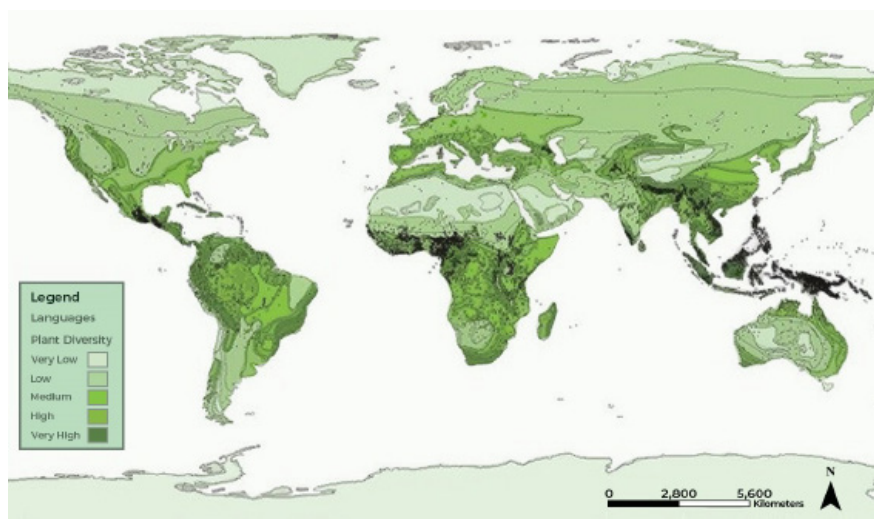 Legend
Languages
Plant Diversity
Very Low
Low
Medium
High
Very High
N
0 2,800 5,600
Kilometers